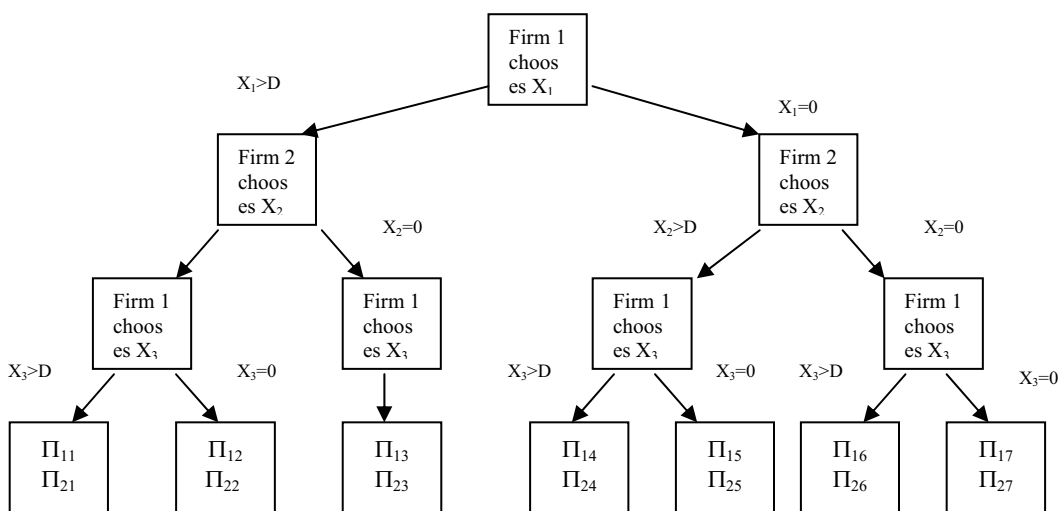 Firm 1
choos
es X₁
X₁>D
X₁=0
Firm 2
choos
es X₂
Firm 2
choos
es X₂
X₂=0
X₂>D
X₂=0
Firm 1
choos
es X₃
Firm 1
choos
es X₃
Firm 1
choos
es X₃
Firm 1
choos
es X₃
X₃>D
X₃=0
X₃>D
X₃=0
X₃>D
X₃=0
Π₁₁
Π₂₁
Π₁₂
Π₂₂
Π₁₃
Π₂₃
Π₁₄
Π₂₄
Π₁₅
Π₂₅
Π₁₆
Π₂₆
Π₁₇
Π₂₇